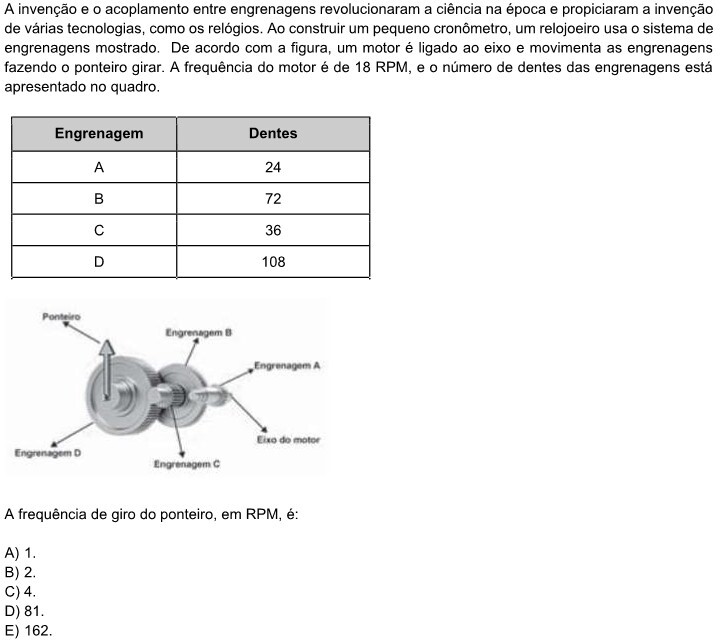 A invenção e o acoplamento entre engrenagens revolucionaram a ciência na época e propiciaram a invenção
de várias tecnologias, como os relógios. Ao construir um pequeno cronômetro, um relojoeiro usa o sistema de
engrenagens mostrado. De acordo com a figura, um motor é ligado ao eixo e movimenta as engrenagens
fazendo o ponteiro girar. A frequência do motor é de 18 RPM, e o número de dentes das engrenagens está
apresentado no quadro.
Engrenagem Dentes
A 24
B 72
C 36
D 108
Ponteiro
Engrenagem B
Engrenagem A
Eixo do motor
Engrenagem D
Engrenagem C
A frequência de giro do ponteiro, em RPM, é:
A) 1.
B) 2.
C) 4.
D) 81.
E) 162.